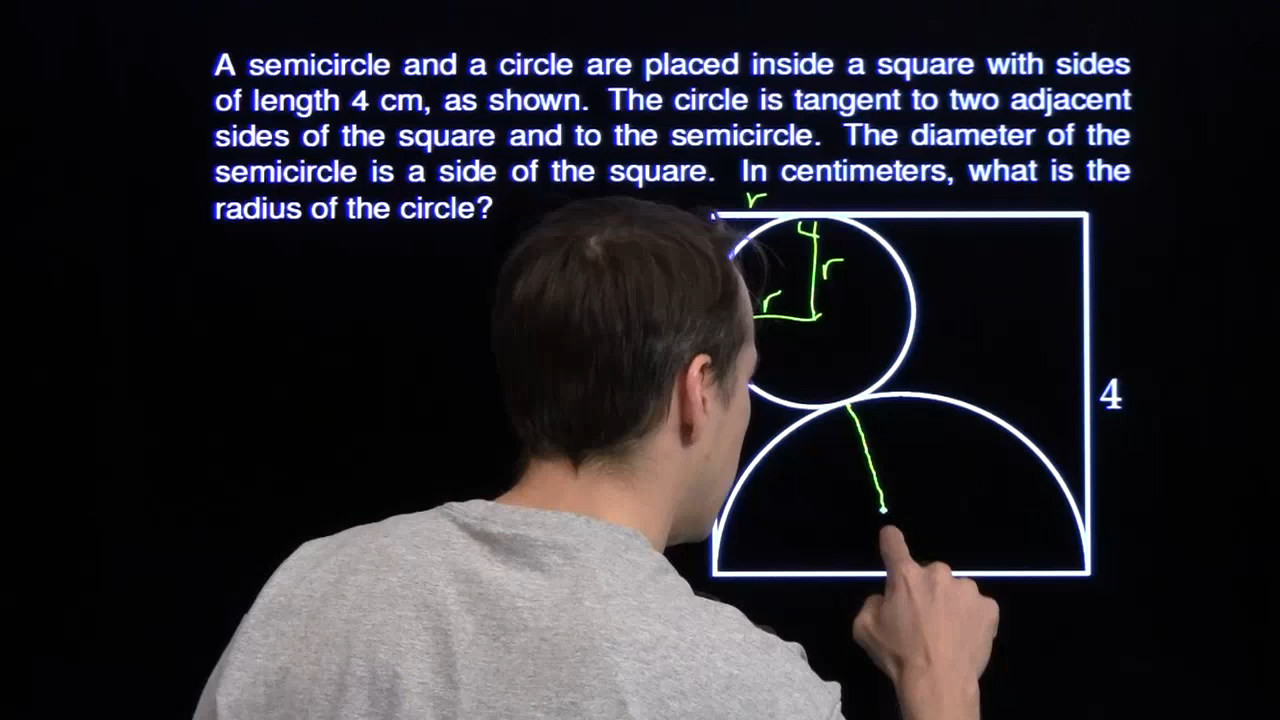 A semicircle and a circle are placed inside a square with sides
of length 4 cm, as shown. The circle is tangent to two adjacent
sides of the square and to the semicircle. The diameter of the
semicircle is a side of the square. In centimeters, what is the
radius of the circle?
r
r
r
4